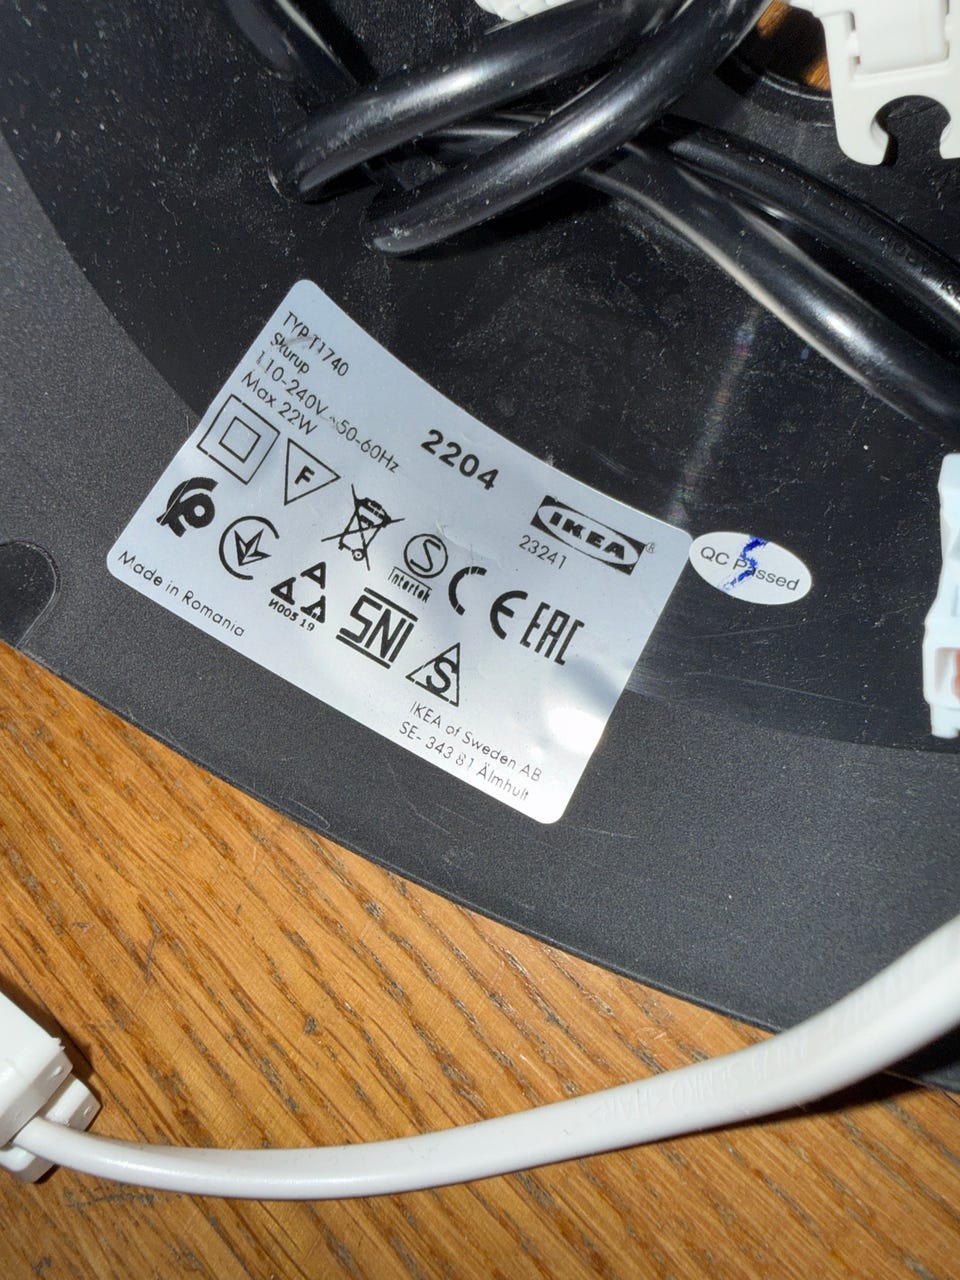 TYP T1740
Skurup
110-240V ~50-60Hz
Max 22W
2204
IKEA®
23241
F
S
Intertek
CE
EAC
И005 19
SNI
S
Made in Romania
IKEA of Sweden AB
SE- 343 81 Älmhult
QC Passed